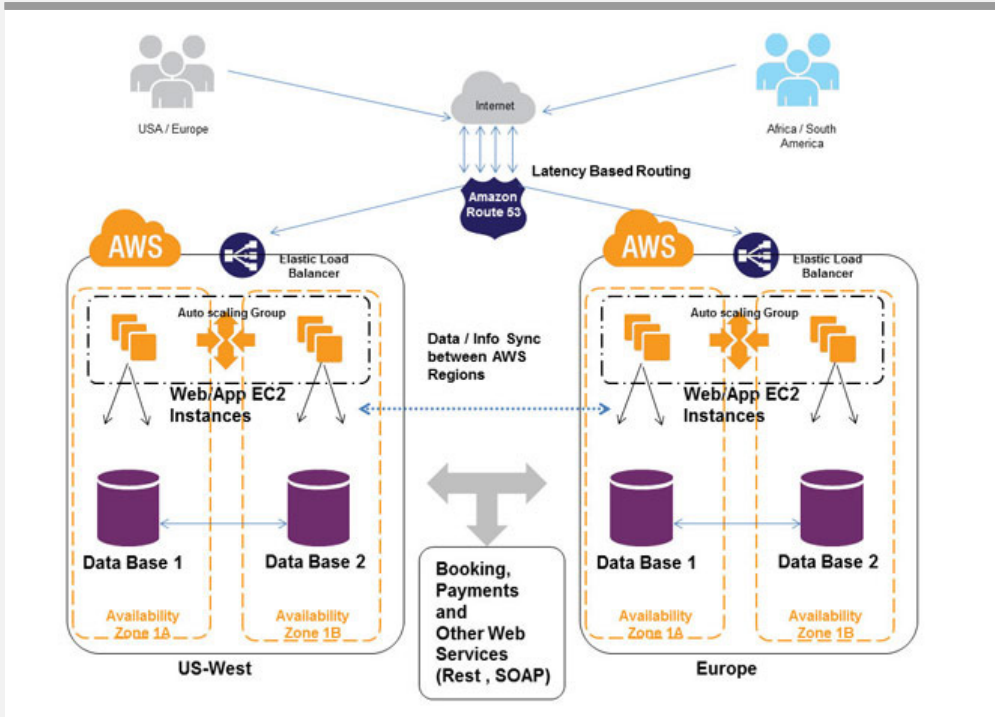 Internet
USA / Europe
Africa / South
America
Latency Based Routing
Amazon
Route 53
AWS
Elastic Load
Balancer
AWS
Elastic Load
Balancer
Auto scaling Group
Web/App EC2
Instances
Data / Info Sync
between AWS
Regions
Auto scaling Group
Web/App EC2
Instances
Data Base 1
Data Base 2
Availability
Zone 1A
Availability
Zone 1B
US-West
Booking,
Payments
and
Other Web
Services
(Rest , SOAP)
Data Base 1
Data Base 2
Availability
Zone 1A
Availability
Zone 1B
Europe